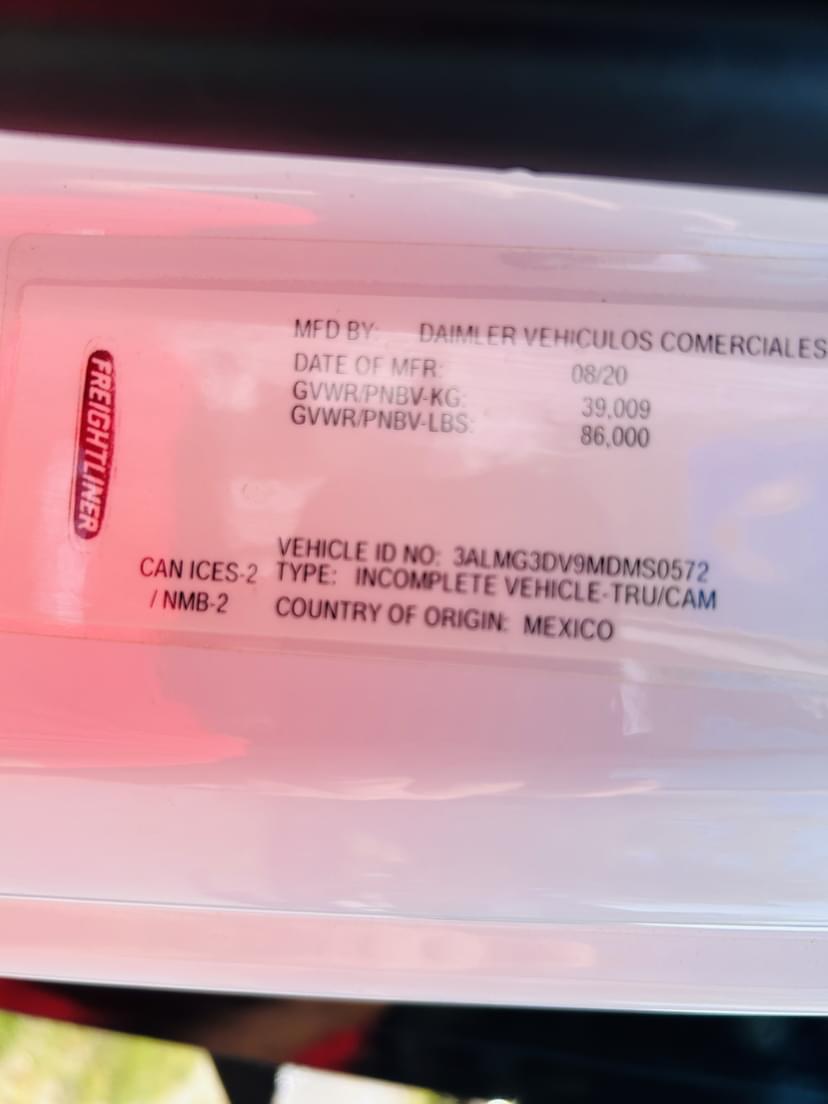 FREIGHTLINER
MFD BY: DAIMLER VEHICULOS COMERCIALES
DATE OF MFR: 08/20
GVWR/PNBV-KG: 39,009
GVWR/PNBV-LBS: 86,000
VEHICLE ID NO: 3ALMG3DV9MDMS0572
CAN ICES-2 TYPE: INCOMPLETE VEHICLE-TRU/CAM
/ NMB-2 COUNTRY OF ORIGIN: MEXICO